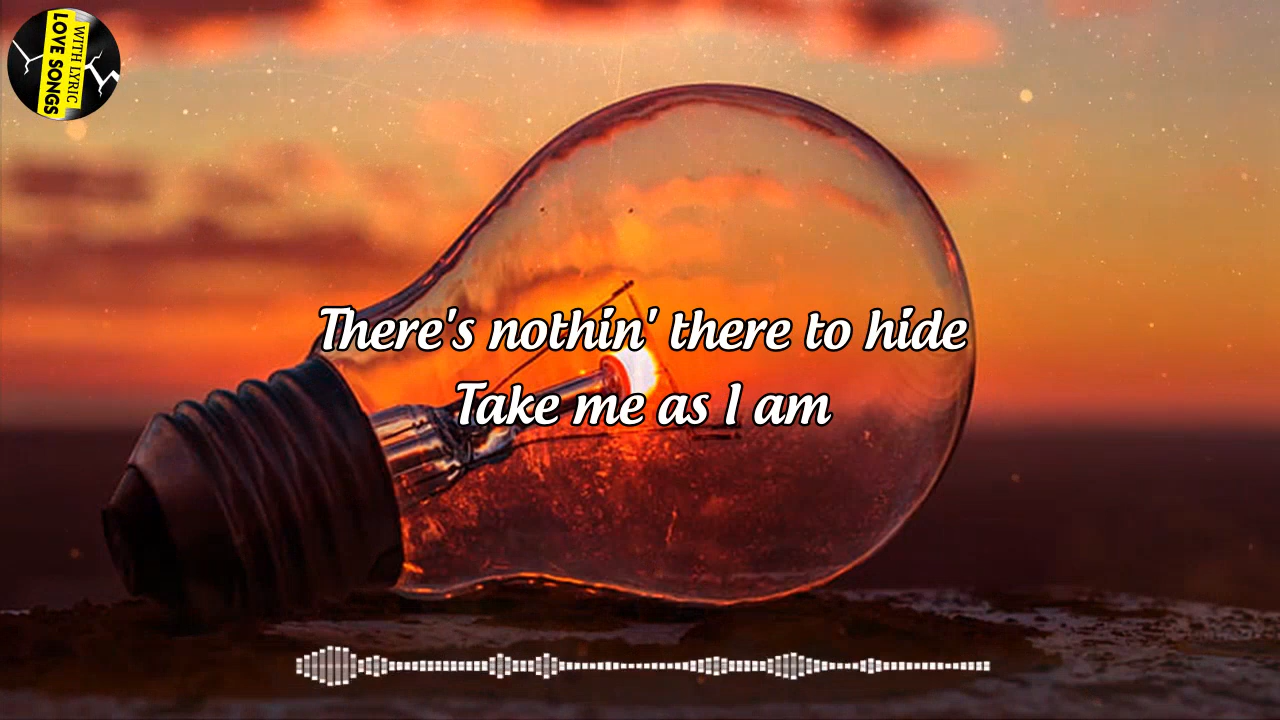 WITH LYRIC
LOVE SONGS
There's nothin' there to hide
Take me as I am